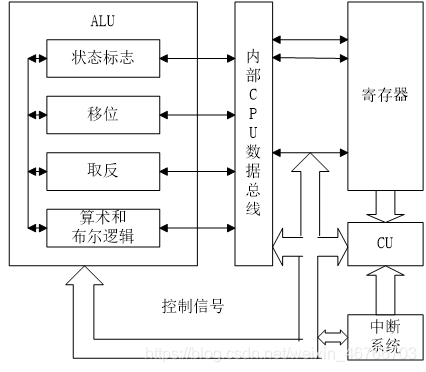 ALU
状态标志
移位
取反
算术和
布尔逻辑
内
部
C
P
U
数
据
总
线
寄存器
CU
中断
系统
控制信号